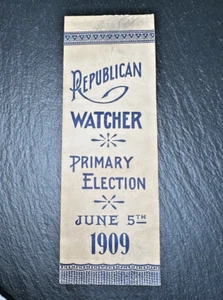 REPUBLICAN
WATCHER
PRIMARY
ELECTION
JUNE 5TH
1909